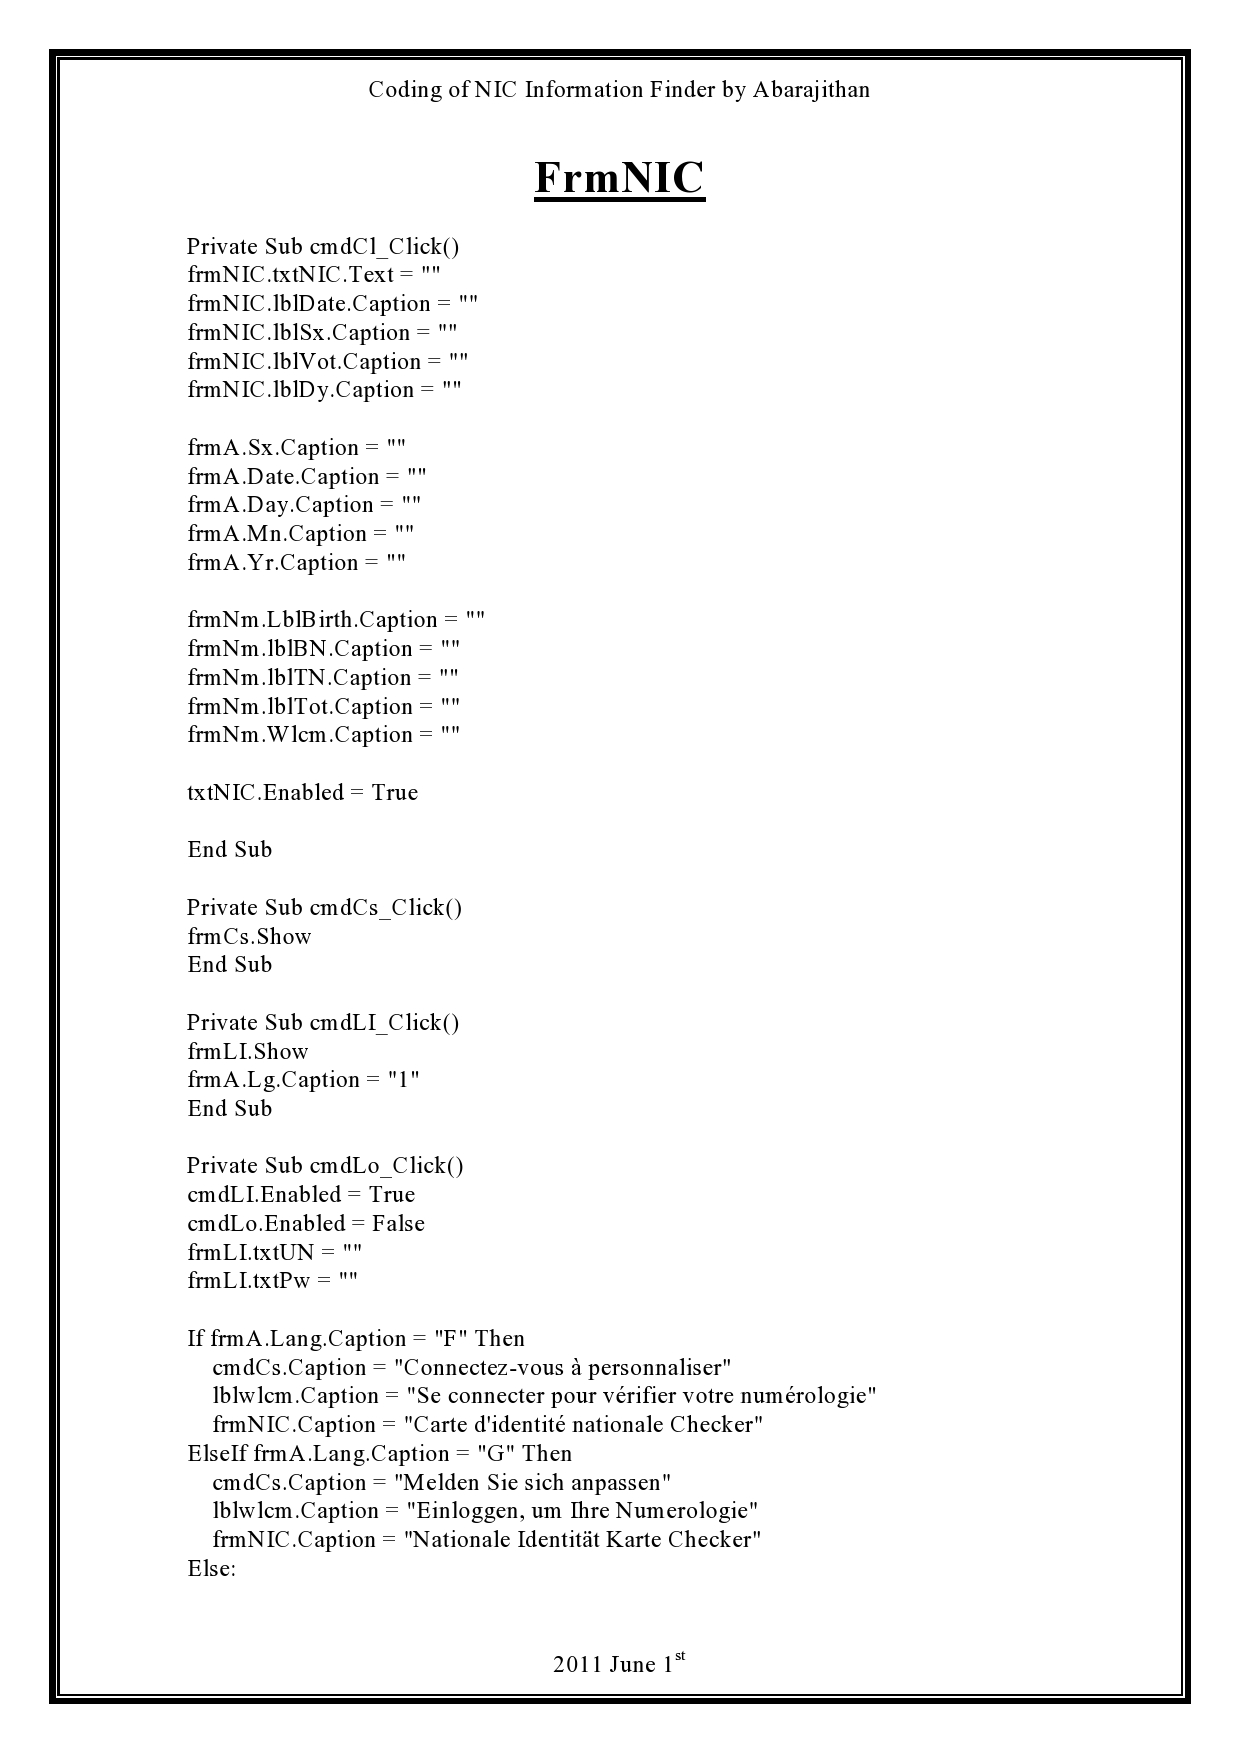 Coding of NIC Information Finder by Abarajithan
FrmNIC
Private Sub cmdCl_Click()
frmNIC.txtNIC.Text = ""
frmNIC.lblDate.Caption = ""
frmNIC.lblSx.Caption = ""
frmNIC.lblVot.Caption = ""
frmNIC.lblDy.Caption = ""
frmA.Sx.Caption = ""
frmA.Date.Caption = ""
frmA.Day.Caption = ""
frmA.Mn.Caption = ""
frmA.Yr.Caption = ""
frmNm.LblBirth.Caption = ""
frmNm.lblBN.Caption = ""
frmNm.lblTN.Caption = ""
frmNm.lblTot.Caption = ""
frmNm.Wlcm.Caption = ""
txtNIC.Enabled = True
End Sub
Private Sub cmdCs_Click()
frmCs.Show
End Sub
Private Sub cmdLI_Click()
frmLI.Show
frmA.Lg.Caption = "1"
End Sub
Private Sub cmdLo_Click()
cmdLI.Enabled = True
cmdLo.Enabled = False
frmLI.txtUN = ""
frmLI.txtPw = ""
If frmA.Lang.Caption = "F" Then
cmdCs.Caption = "Connectez-vous à personnaliser"
lblwlcm.Caption = "Se connecter pour vérifier votre numérologie"
frmNIC.Caption = "Carte d'identité nationale Checker"
ElseIf frmA.Lang.Caption = "G" Then
cmdCs.Caption = "Melden Sie sich anpassen"
lblwlcm.Caption = "Einloggen, um Ihre Numerologie"
frmNIC.Caption = "Nationale Identität Karte Checker"
Else:
2011 June 1st